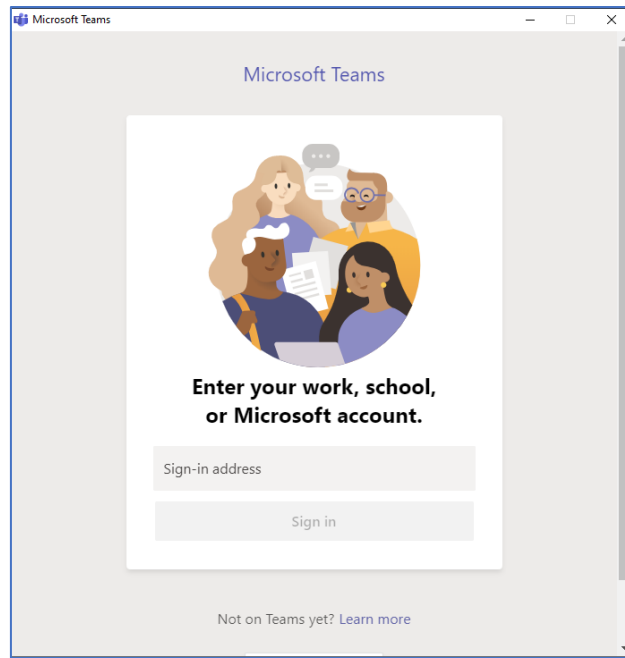 Microsoft Teams
Microsoft Teams
Enter your work, school,
or Microsoft account.
Sign-in address
Sign in
Not on Teams yet? Learn more